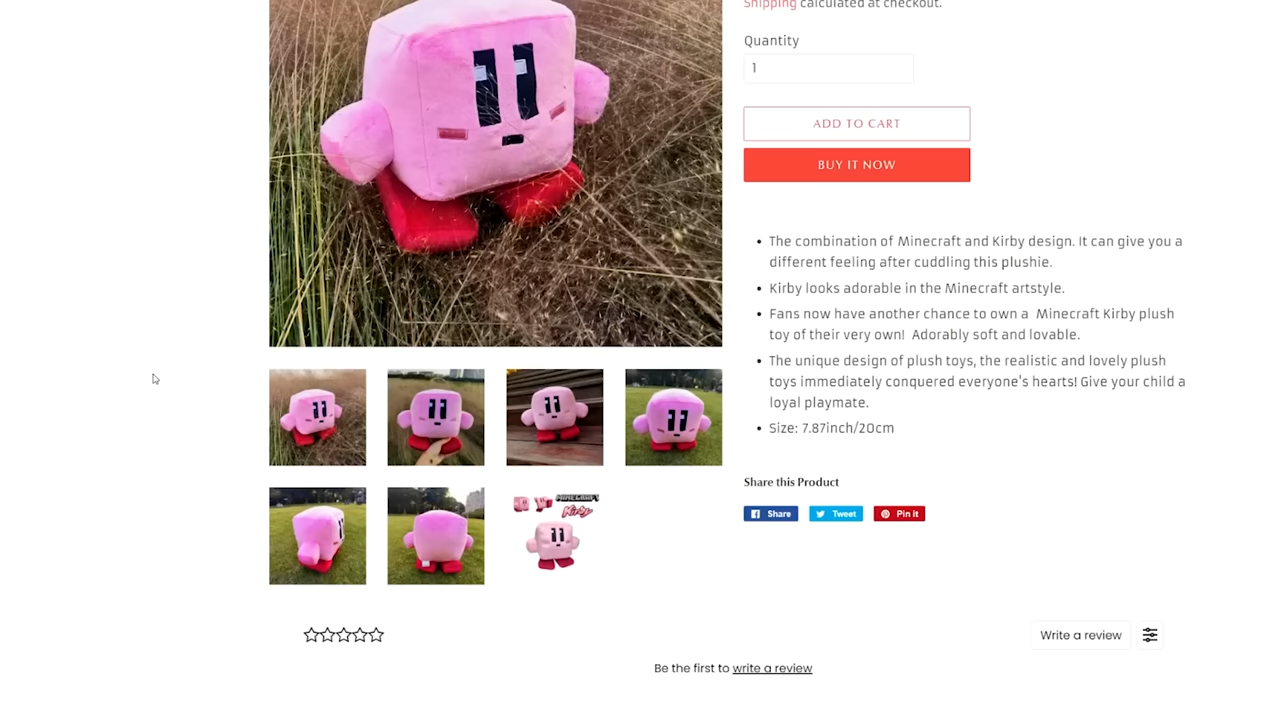 Shipping calculated at checkout.
Quantity
1
ADD TO CART
BUY IT NOW
• The combination of Minecraft and Kirby design. It can give you a
different feeling after cuddling this plushie.
• Kirby looks adorable in the Minecraft artstyle.
• Fans now have another chance to own a Minecraft Kirby plush
toy of their very own! Adorably soft and lovable.
• The unique design of plush toys, the realistic and lovely plush
toys immediately conquered everyone's hearts! Give your child a
loyal playmate.
• Size: 7.87inch/20cm
Share this Product
Share Tweet Pin it
MINECRAFT
Kirby
Write a review
Be the first to write a review